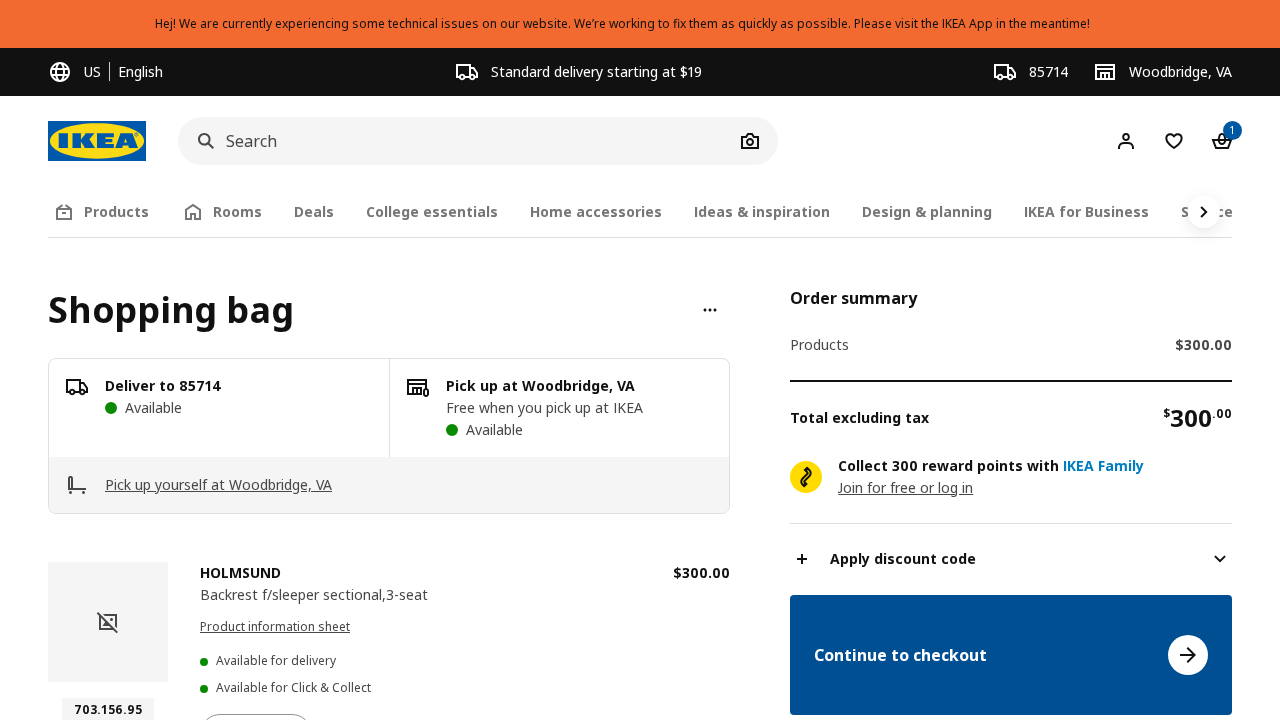 Hej! We are currently experiencing some technical issues on our website. We’re working to fix them as quickly as possible. Please visit the IKEA App in the meantime!
US | English
Standard delivery starting at $19
85714
Woodbridge, VA
IKEA
Search
1
Products
Rooms
Deals
College essentials
Home accessories
Ideas & inspiration
Design & planning
IKEA for Business
Shopping bag
Deliver to 85714
Available
Pick up at Woodbridge, VA
Free when you pick up at IKEA
Available
Pick up yourself at Woodbridge, VA
HOLMSUND
$300.00
Backrest f/sleeper sectional,3-seat
Product information sheet
Available for delivery
Available for Click & Collect
703.156.95
Order summary
Products
$300.00
Total excluding tax
$300.00
Collect 300 reward points with IKEA Family
Join for free or log in
Apply discount code
Continue to checkout